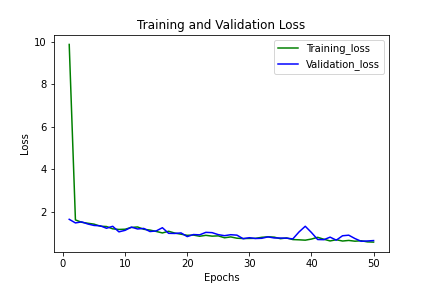 Training and Validation Loss
10
8
6
4
2
Loss
Training_loss
Validation_loss
0 10 20 30 40 50
Epochs